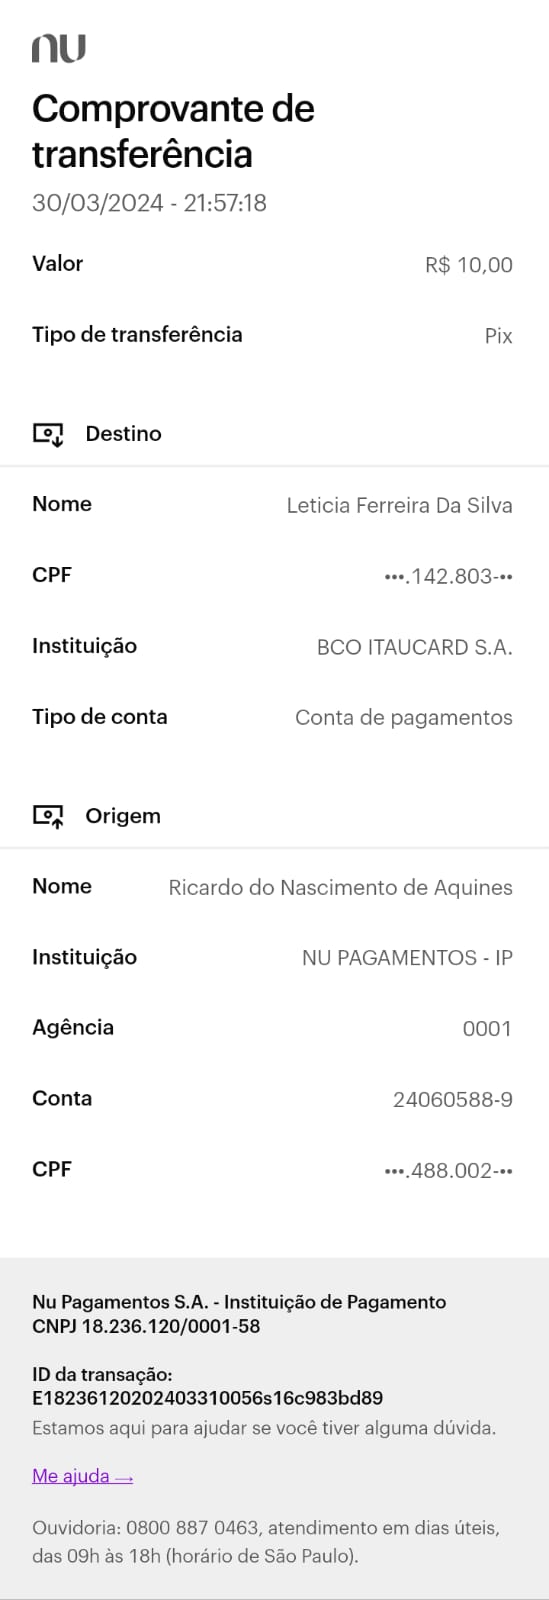 nu
Comprovante de
transferência
30/03/2024 - 21:57:18
Valor R$ 10,00
Tipo de transferência Pix
Destino
Nome Leticia Ferreira Da Silva
CPF •••.142.803-••
Instituição BCO ITAUCARD S.A.
Tipo de conta Conta de pagamentos
Origem
Nome Ricardo do Nascimento de Aquines
Instituição NU PAGAMENTOS - IP
Agência 0001
Conta 24060588-9
CPF •••.488.002-••
Nu Pagamentos S.A. - Instituição de Pagamento
CNPJ 18.236.120/0001-58
ID da transação:
E18236120202403310056s16c983bd89
Estamos aqui para ajudar se você tiver alguma dúvida.
Me ajuda →
Ouvidoria: 0800 887 0463, atendimento em dias úteis,
das 09h às 18h (horário de São Paulo).